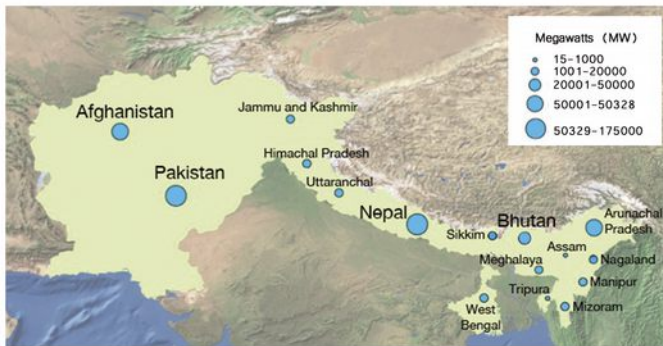 Megawatts (MW)
15-1000
1001-20000
20001-50000
50001-50328
50329-175000
Afghanistan
Jammu and Kashmir
Himachal Pradesh
Pakistan
Uttaranchal
Nepal
Sikkim
Bhutan
Arunachal
Pradesh
Assam
Meghalaya
Nagaland
Tripura
Manipur
West
Bengal
Mizoram